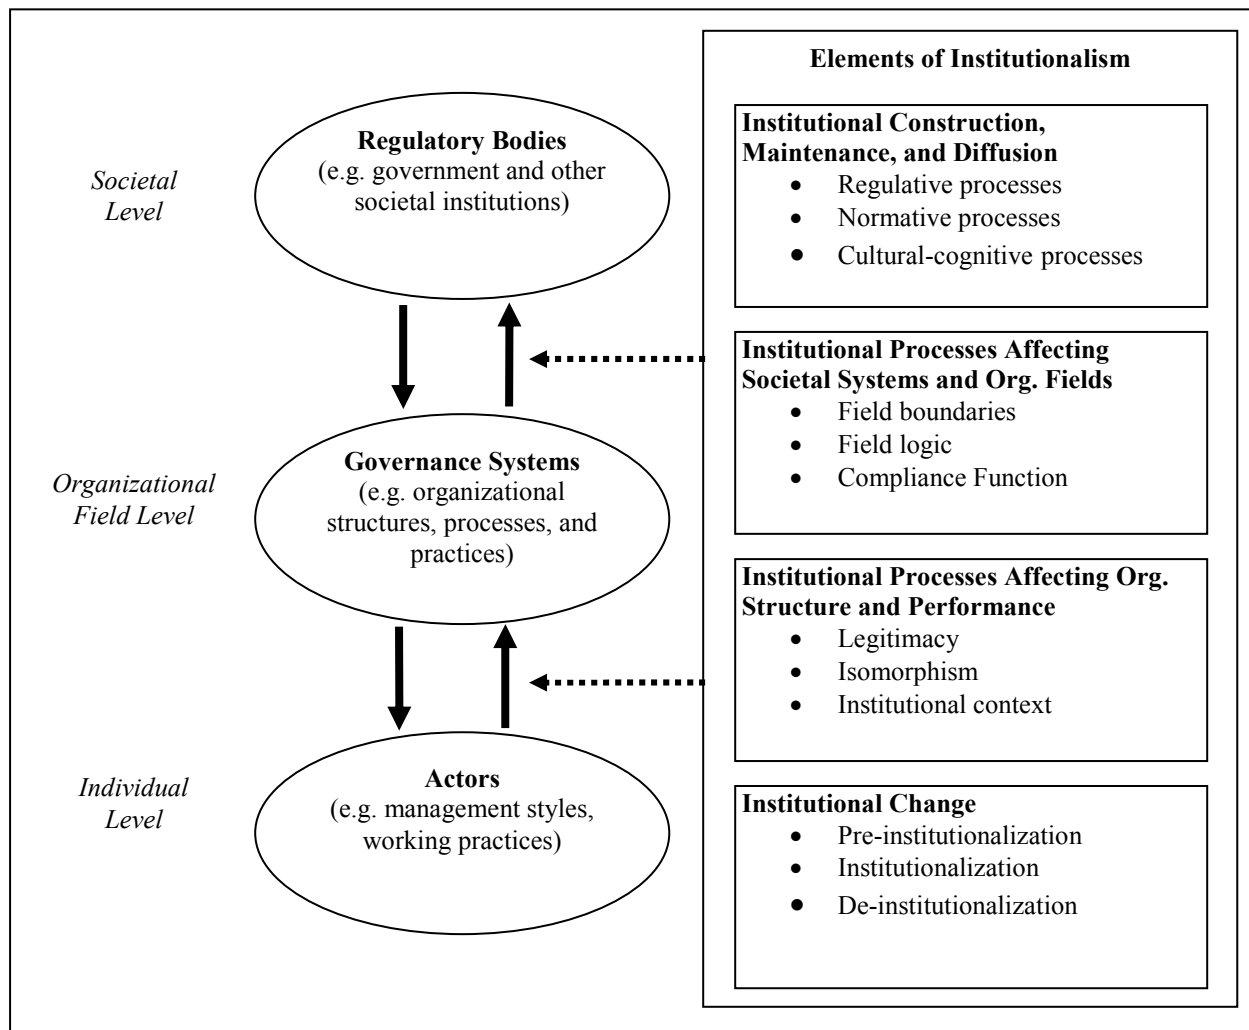 Societal
Level
Regulatory Bodies
(e.g. government and other
societal institutions)
Organizational
Field Level
Governance Systems
(e.g. organizational
structures, processes, and
practices)
Individual
Level
Actors
(e.g. management styles,
working practices)
Elements of Institutionalism
Institutional Construction,
Maintenance, and Diffusion
• Regulative processes
• Normative processes
• Cultural-cognitive processes
Institutional Processes Affecting
Societal Systems and Org. Fields
• Field boundaries
• Field logic
• Compliance Function
Institutional Processes Affecting Org.
Structure and Performance
• Legitimacy
• Isomorphism
• Institutional context
Institutional Change
• Pre-institutionalization
• Institutionalization
• De-institutionalization